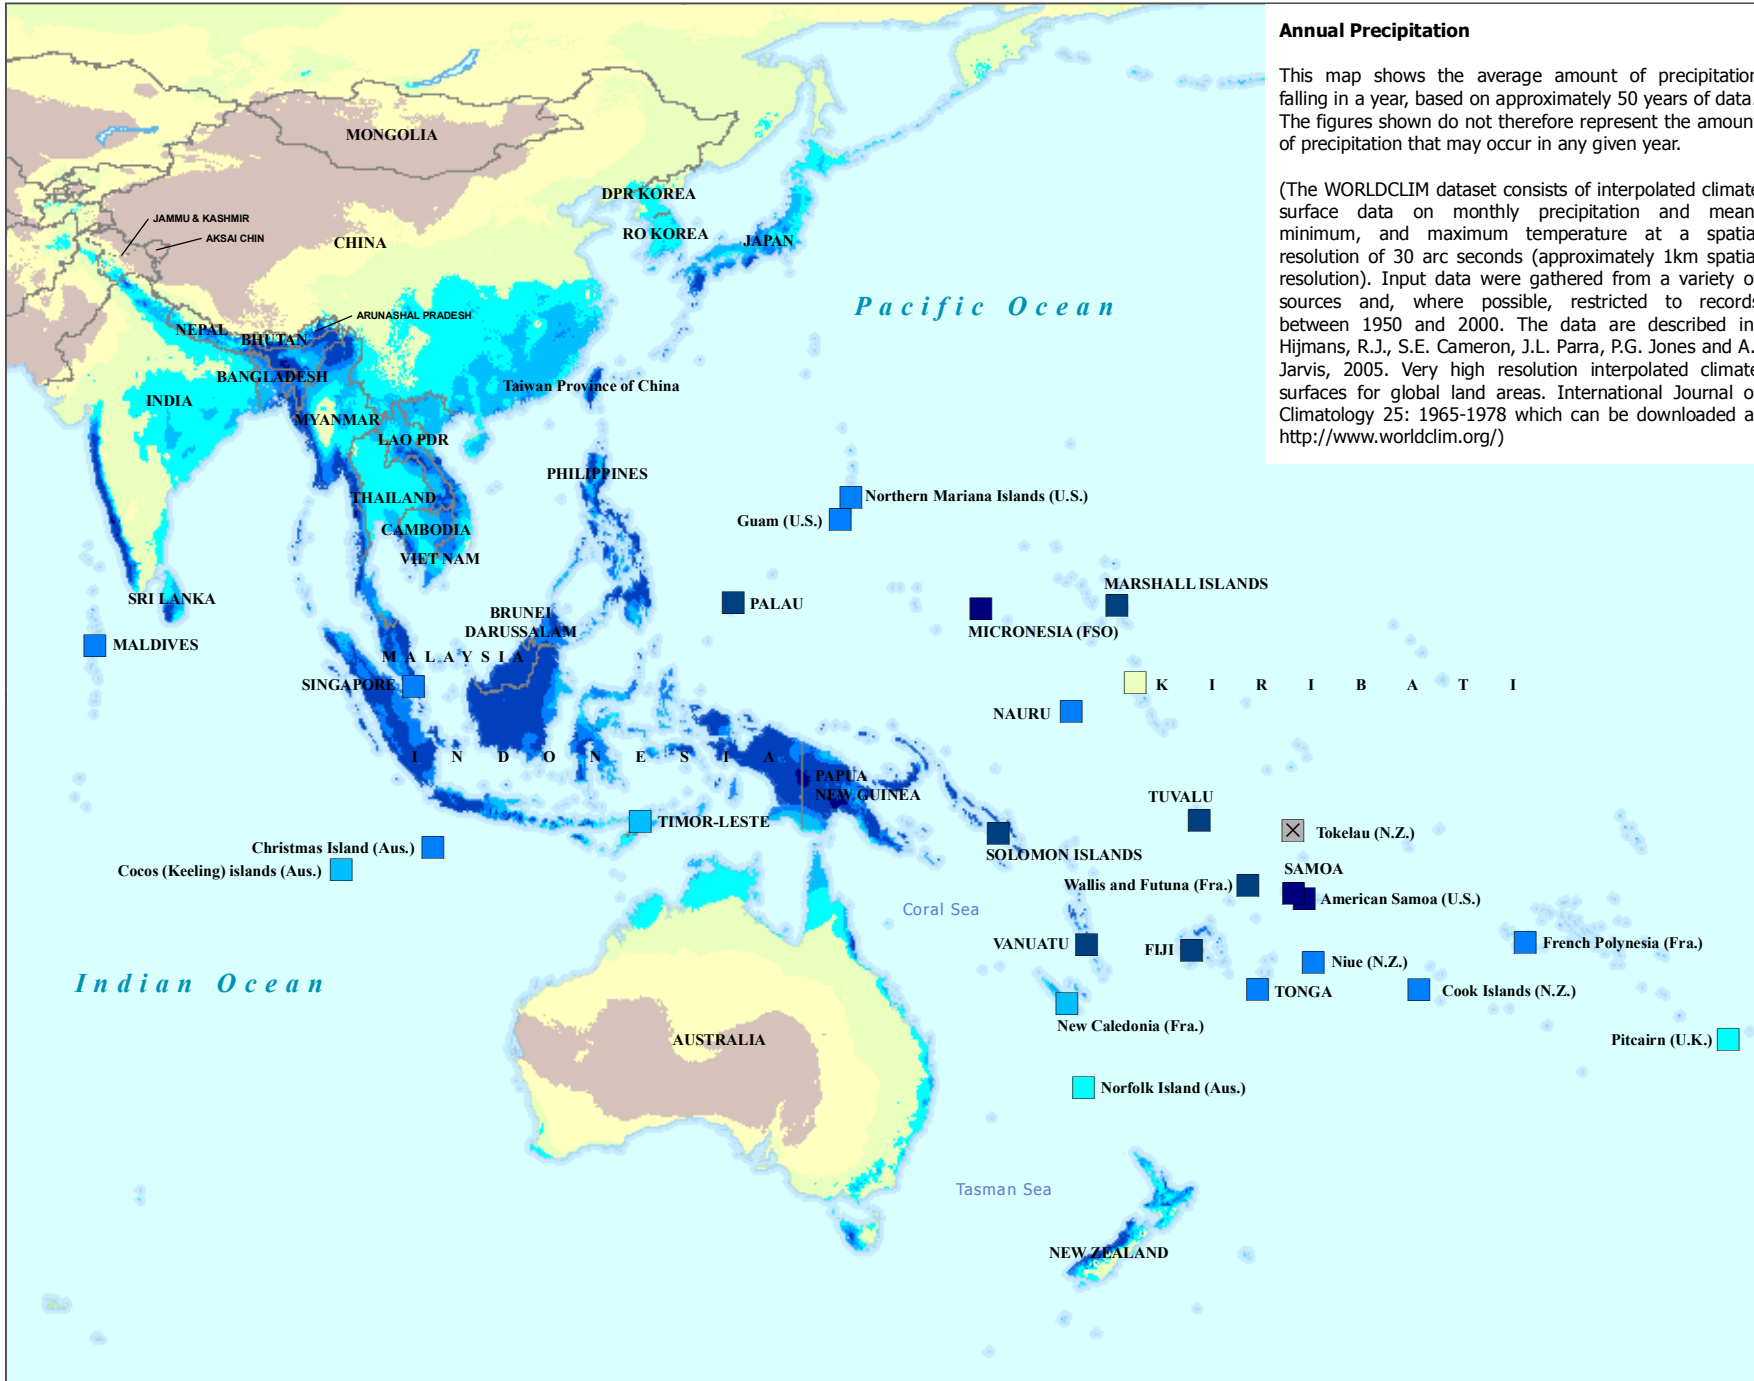 Annual Precipitation
This map shows the average amount of precipitation
falling in a year, based on approximately 50 years of data.
The figures shown do not therefore represent the amount
of precipitation that may occur in any given year.
(The WORLDCLIM dataset consists of interpolated climate
surface data on monthly precipitation and mean,
minimum, and maximum temperature at a spatia
resolution of 30 arc seconds (approximately 1km spatia
resolution). Input data were gathered from a variety of
sources and, where possible, restricted to records
between 1950 and 2000. The data are described in:
Hijmans, R.J., S.E. Cameron, J.L. Parra, P.G. Jones and A.
Jarvis, 2005. Very high resolution interpolated climate
surfaces for global land areas. International Journal o
Climatology 25: 1965-1978 which can be downloaded a
http://www.worldclim.org/)
MONGOLIA
DPR KOREA
JAMMU & KASHMIR
RO KOREA
AKSAI CHIN
CHINA
JAPAN
Pacific Ocean
ARUNASHAL PRADESH
NEPAL
BHUTAN
BANGLADESH
Taiwan Province of China
INDIA
MYANMAR
LAO PDR
PHILIPPINES
THAILAND
Northern Mariana Islands (U.S.)
Guam (U.S.)
CAMBODIA
VIET NAM
MARSHALL ISLANDS
SRI LANKA
PALAU
BRUNEI
DARUSSALAM
MICRONESIA (FSO)
MALDIVES
MALAYSIA
SINGAPORE
KIRIBATI
NAURU
INDONESIA
PAPUA
NEW GUINEA
TUVALU
TIMOR-LESTE
Tokelau (N.Z.)
Christmas Island (Aus.)
SOLOMON ISLANDS
Cocos (Keeling) islands (Aus.)
SAMOA
Wallis and Futuna (Fra.)
American Samoa (U.S.)
Coral Sea
VANUATU
FIJI
French Polynesia (Fra.)
Niue (N.Z.)
Indian Ocean
TONGA
Cook Islands (N.Z.)
New Caledonia (Fra.)
AUSTRALIA
Pitcairn (U.K.)
Norfolk Island (Aus.)
Tasman Sea
NEW ZEALAND